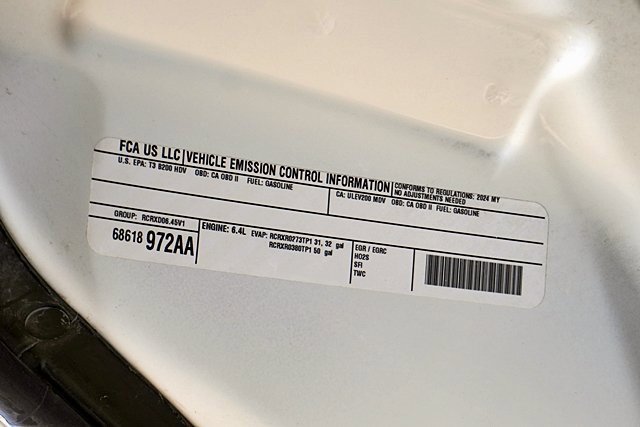 FCA US LLC VEHICLE EMISSION CONTROL INFORMATION CONFORMS TO REGULATIONS: 2024 MY
NO ADJUSTMENTS NEEDED
U.S. EPA: T3 B200 HDV OBD: CA OBD II FUEL: GASOLINE CA: ULEV200 MDV OBD: CA OBD II FUEL: GASOLINE
GROUP: RCRXD06.45V1 ENGINE: 6.4L EVAP: RCRXR0273TP1 31, 32 gal EGR / EGRC
RCRXR0380TP1 50 gal HO2S
68618 972AA SFI
TWC